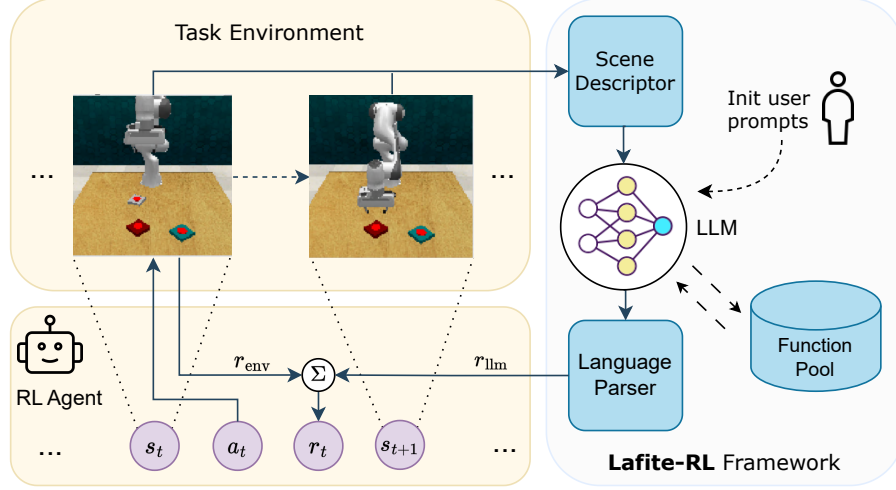 Task Environment
Scene
Descriptor
Init user
prompts
...
...
LLM
Function
Pool
Language
Parser
RL Agent
r_env
Σ
r_llm
...
s_t
a_t
r_t
s_{t+1}
...
Lafite-RL Framework